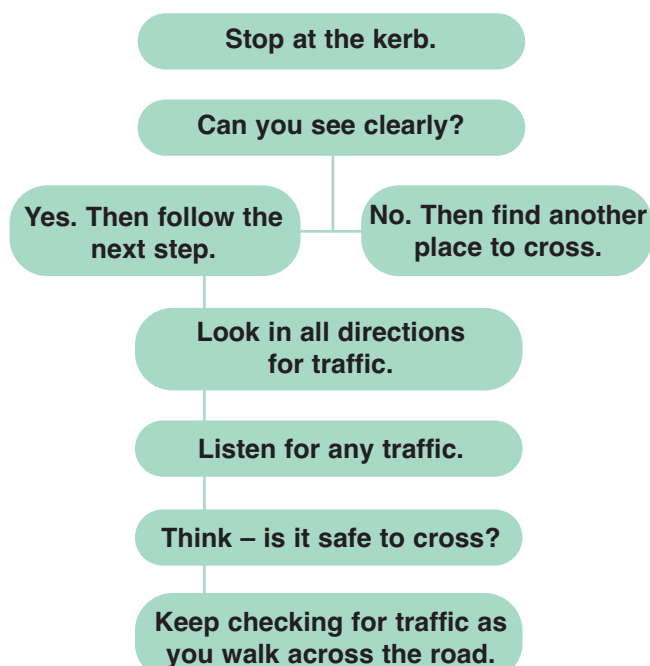 Stop at the kerb.
Can you see clearly?
Yes. Then follow the
next step.
No. Then find another
place to cross.
Look in all directions
for traffic.
Listen for any traffic.
Think – is it safe to cross?
Keep checking for traffic as
you walk across the road.